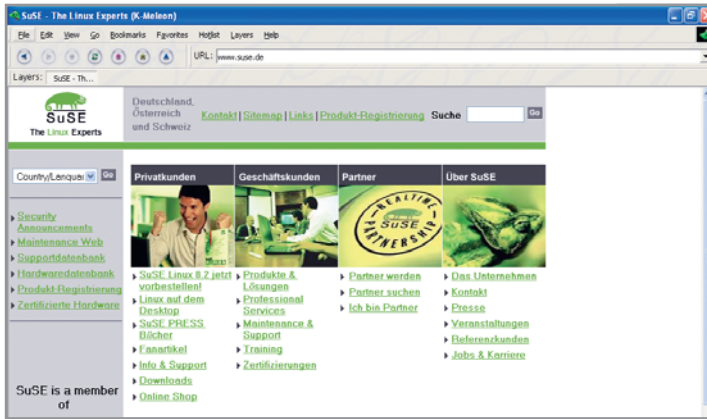 SuSE - The Linux Experts (K-Meleon)
File Edit View Go Bookmarks Favorites Hotlist Layers Help
URL: www.suse.de
Layers: SuSE - Th...
SuSE
The Linux Experts
Deutschland,
Österreich
und Schweiz
Kontakt | Sitemap | Links | Produkt-Registrierung Suche Go
Country/Languag Go
Security
Announcements
Maintenance Web
Supportdatenbank
Hardwaredatenbank
Produkt-Registrierung
Zertifizierte Hardware
SuSE is a member
of
Privatkunden
SuSE Linux 8.2 jetzt
vorbestellen!
Linux auf dem
Desktop
SuSE PRESS
Bücher
Fanartikel
Info & Support
Downloads
Online Shop
Geschäftskunden
Produkte &
Lösungen
Professional
Services
Maintenance &
Support
Training
Zertifizierungen
Partner
REALTIME
SuSE
PARTNERSHIP
Partner werden
Partner suchen
Ich bin Partner
Über SuSE
Das Unternehmen
Kontakt
Presse
Veranstaltungen
Referenzkunden
Jobs & Karriere